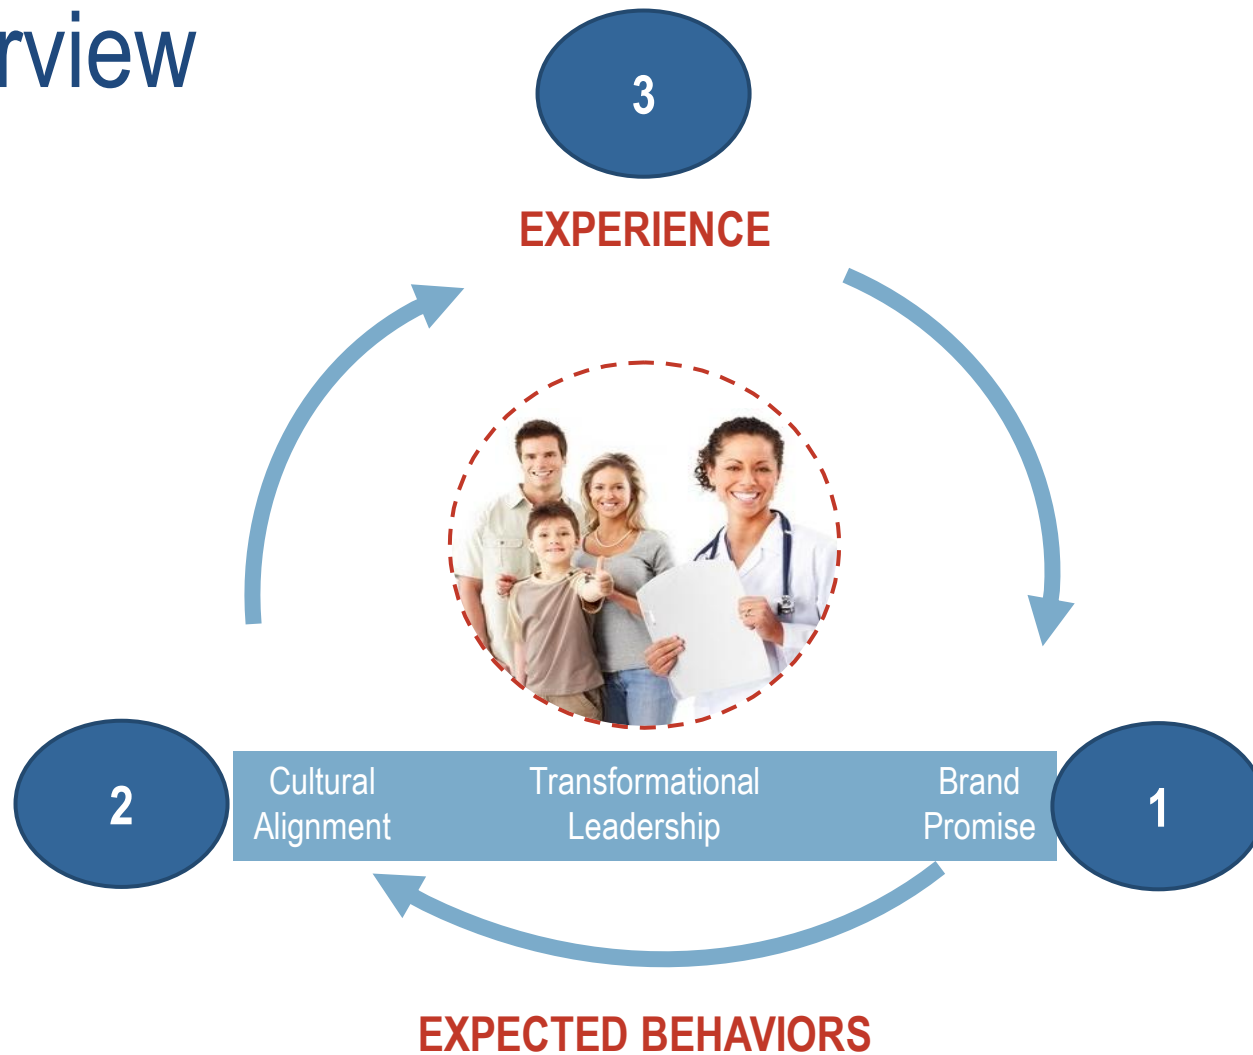 rview
3
EXPERIENCE
2
Cultural
Alignment
Transformational
Leadership
Brand
Promise
1
EXPECTED BEHAVIORS